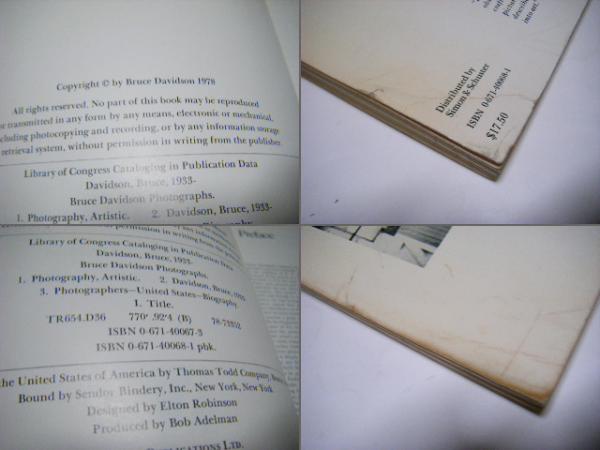 Copyright © by Bruce Davidson 1978
All rights reserved. No part of this book may be reproduced
or transmitted in any form by any means, electronic or mechanical,
including photocopying and recording, or by any information storage
retrieval system, without permission in writing from the publisher.
Library of Congress Cataloging in Publication Data
Davidson, Bruce, 1933-
Bruce Davidson Photographs.
1. Photography, Artistic. 2. Davidson, Bruce, 1933-
Distributed by
Simon & Schuster
ISBN 0-671-40068-1
$17.50
permission in writing from the
Preface
Library of Congress Cataloging in Publication Data
Davidson, Bruce, 1933-
Bruce Davidson Photographs.
1. Photography, Artistic. 2. Davidson, Bruce, 1933-
3. Photographers—United States—Biography.
I. Title.
TR654.D36 770'.92'4 (B) 78-73352
ISBN 0-671-40067-3
ISBN 0-671-40068-1 pbk.
the United States of America by Thomas Todd Company,
Bound by Sendor Bindery, Inc., New York, New York
Designed by Elton Robinson
Produced by Bob Adelman
LTD.